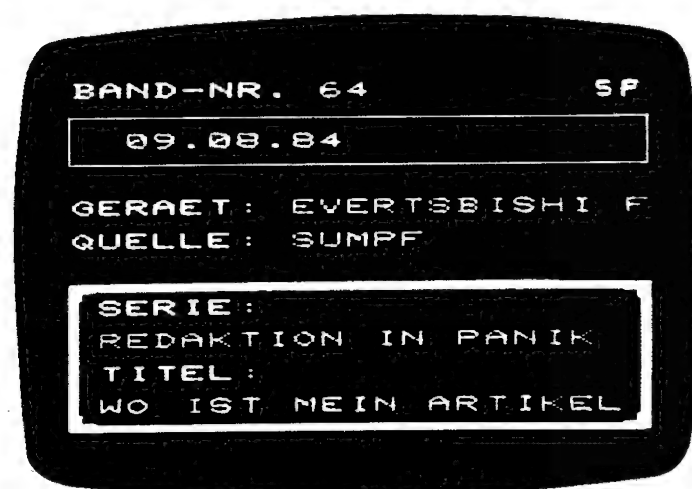 BAND-NR. 64 SP
09.08.84
GERAET: EVERTSBISHI F
QUELLE: SUMPF
SERIE:
REDAKTION IN PANIK
TITEL:
WO IST MEIN ARTIKEL